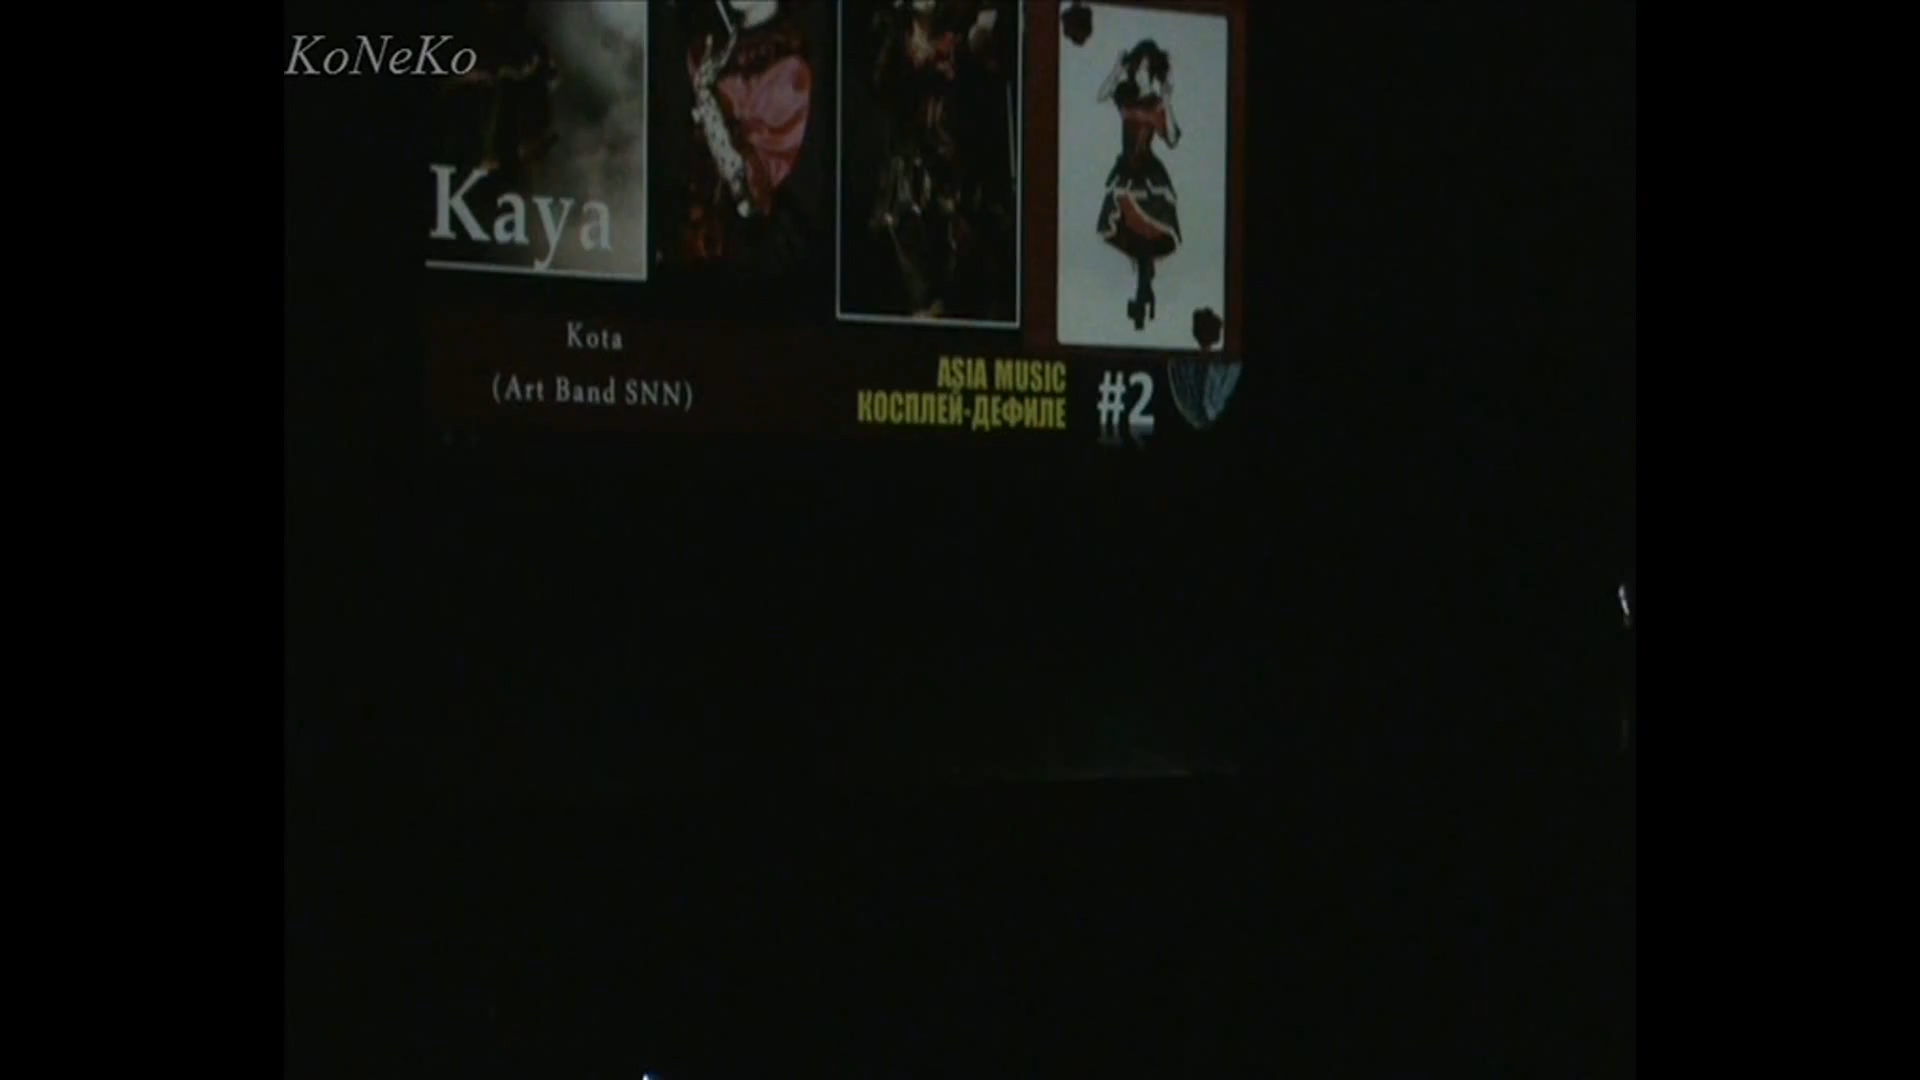 KoNeKo
Kaya
Kota
(Art Band SNN)
ASIA MUSIC
КОСПЛЕЙ-ДЕФИЛЕ
#2